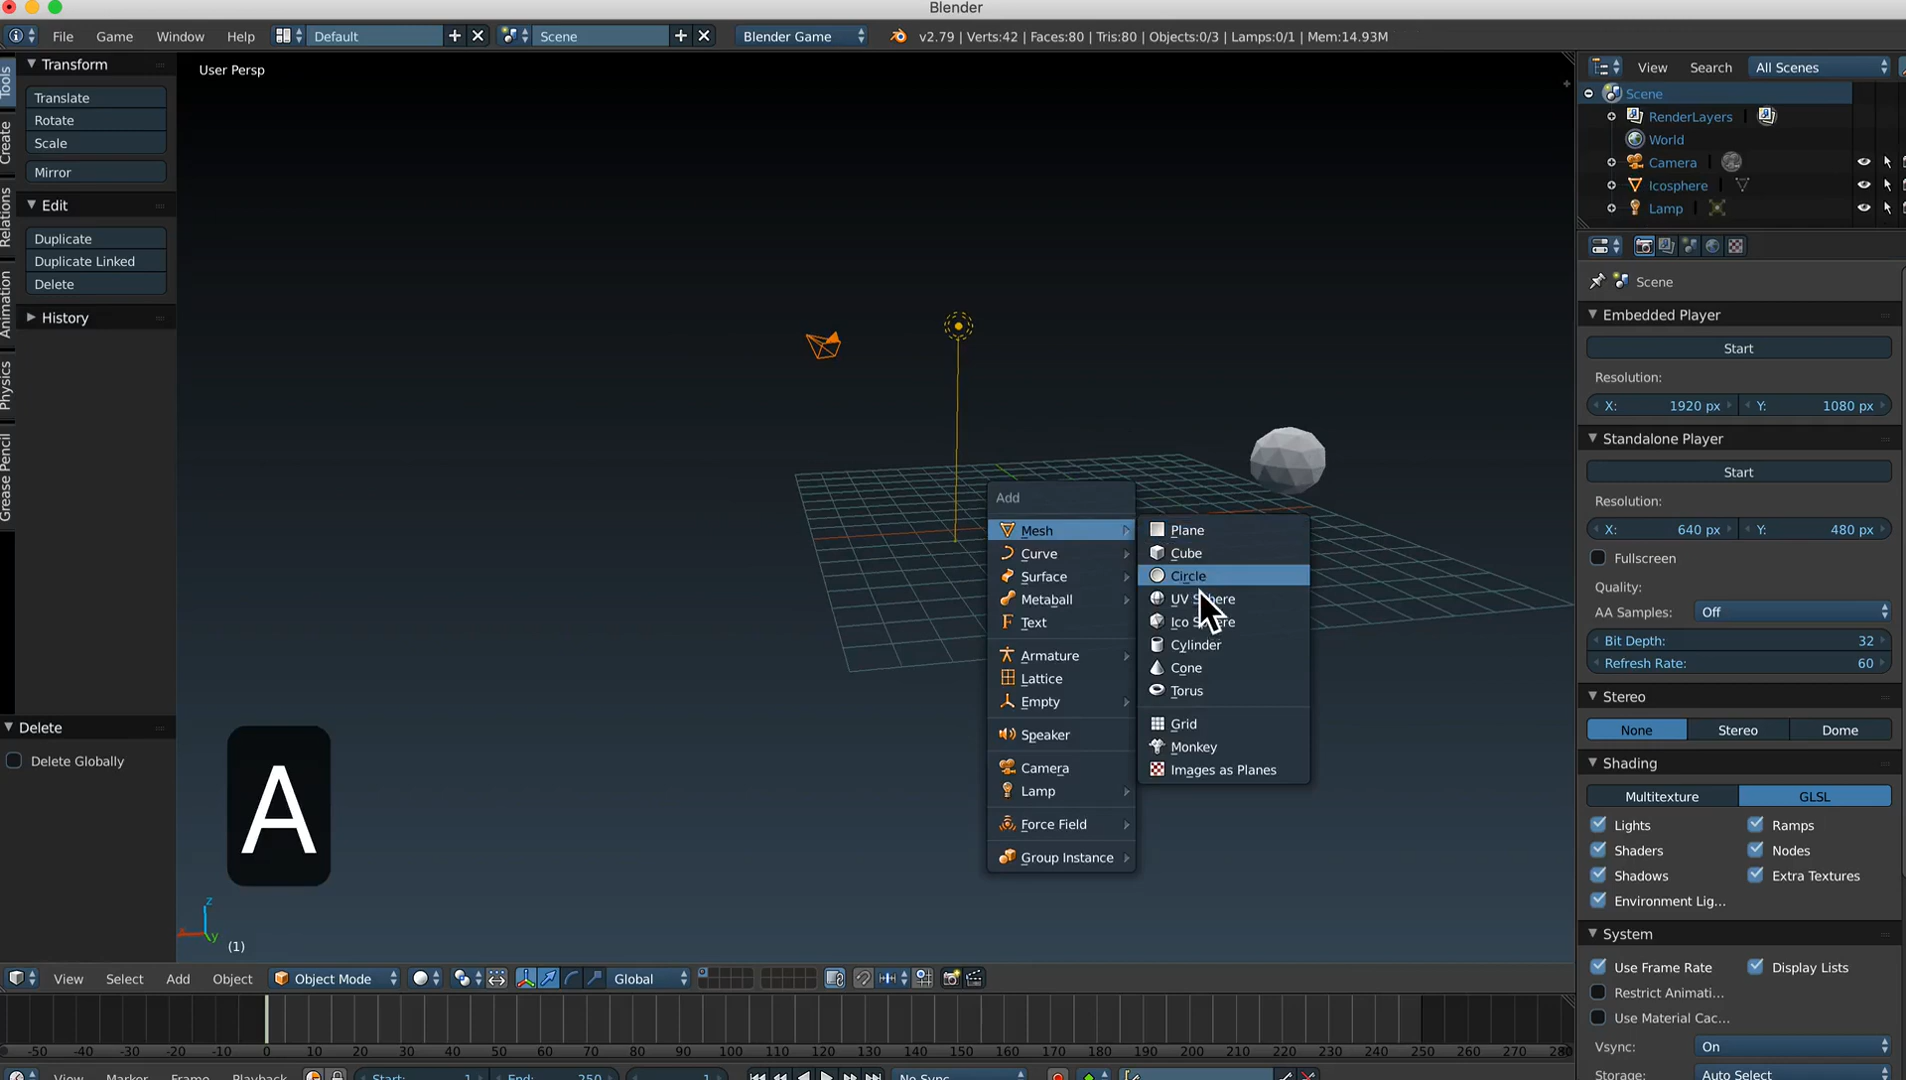 Blender
File Game Window Help Default Scene Blender Game v2.79 | Verts:42 | Faces:80 | Tris:80 | Objects:0/3 | Lamps:0/1 | Mem:14.93M
Tools
Create
Relations
Animation
Physics
Grease Pencil
Transform
Translate
Rotate
Scale
Mirror
Edit
Duplicate
Duplicate Linked
Delete
History
Delete
Delete Globally
User Persp
A
z
y
(1)
Add
Mesh
Curve
Surface
Metaball
Text
Armature
Lattice
Empty
Speaker
Camera
Lamp
Force Field
Group Instance
Plane
Cube
Circle
Cylinder
Cone
Torus
Grid
Monkey
Images as Planes
View Search All Scenes
Scene
RenderLayers
World
Camera
Icosphere
Lamp
Scene
Embedded Player
Start
Resolution:
X: 1920 px Y: 1080 px
Standalone Player
Start
Resolution:
X: 640 px Y: 480 px
Fullscreen
Quality:
AA Samples: Off
Bit Depth: 32
Refresh Rate: 60
Stereo
None Stereo Dome
Shading
Multitexture GLSL
Lights Ramps
Shaders Nodes
Shadows Extra Textures
Environment Lig...
System
Use Frame Rate Display Lists
Restrict Animati...
Use Material Cac...
Vsync: On
Storage: Auto Select
View Select Add Object Object Mode Global
-50 -40 -30 -20 -10 0 10 20 30 40 50 60 70 80 90 100 110 120 130 140 150 160 170 180 190 200 210 220 230 240 250 260 270 280
View Marker Frame Playback Start: 1 End: 250 1 No Sync